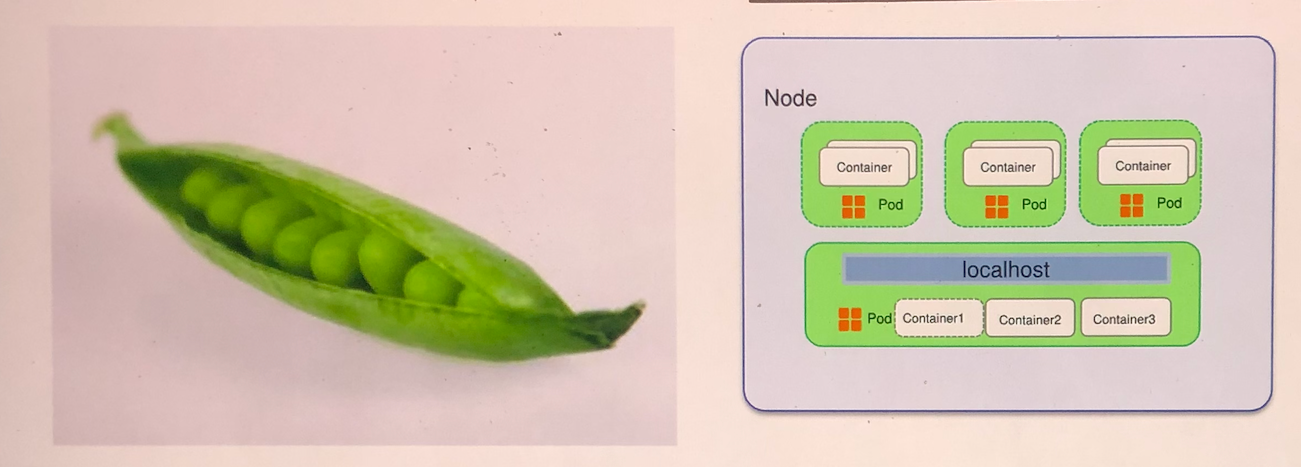 Node
Container
Pod
Container
Pod
Container
Pod
localhost
Pod
Container1
Container2
Container3